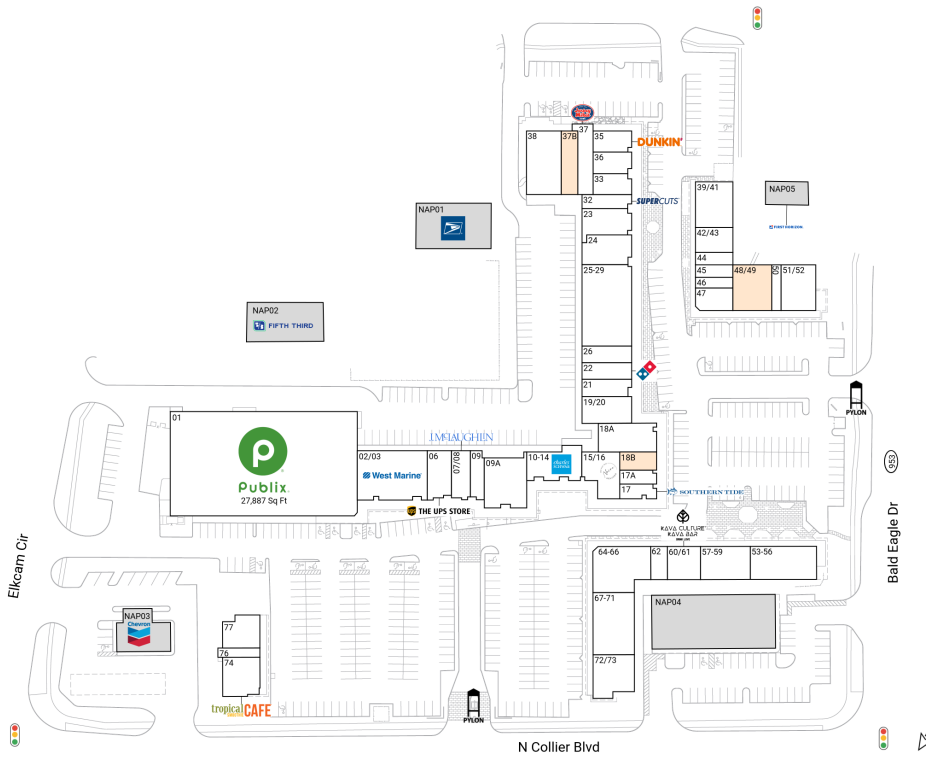 37
38
37B
35
DUNKIN'
36
33
32
SUPERCUTS
23
24
25-29
26
22
21
19/20
18A
NAP01
NAP02
FIFTH THIRD
39/41
NAP05
FIRST HORIZON
42/43
44
45
46
47
48/49
50
51/52
PYLON
953
Bald Eagle Dr
01
Publix
27,887 Sq Ft
J.McLAUGHLIN
02/03
West Marine
06
07/08
09
09A
10-14
charles
SCHWAB
15/16
18B
17A
17
SOUTHERN TIDE
THE UPS STORE
KAVA CULTURE
KAVA BAR
64-66
62
60/61
57-59
53-56
67-71
NAP04
72/73
Elkcam Cir
NAP03
Chevron
77
76
74
tropical
CAFE
PYLON
N Collier Blvd